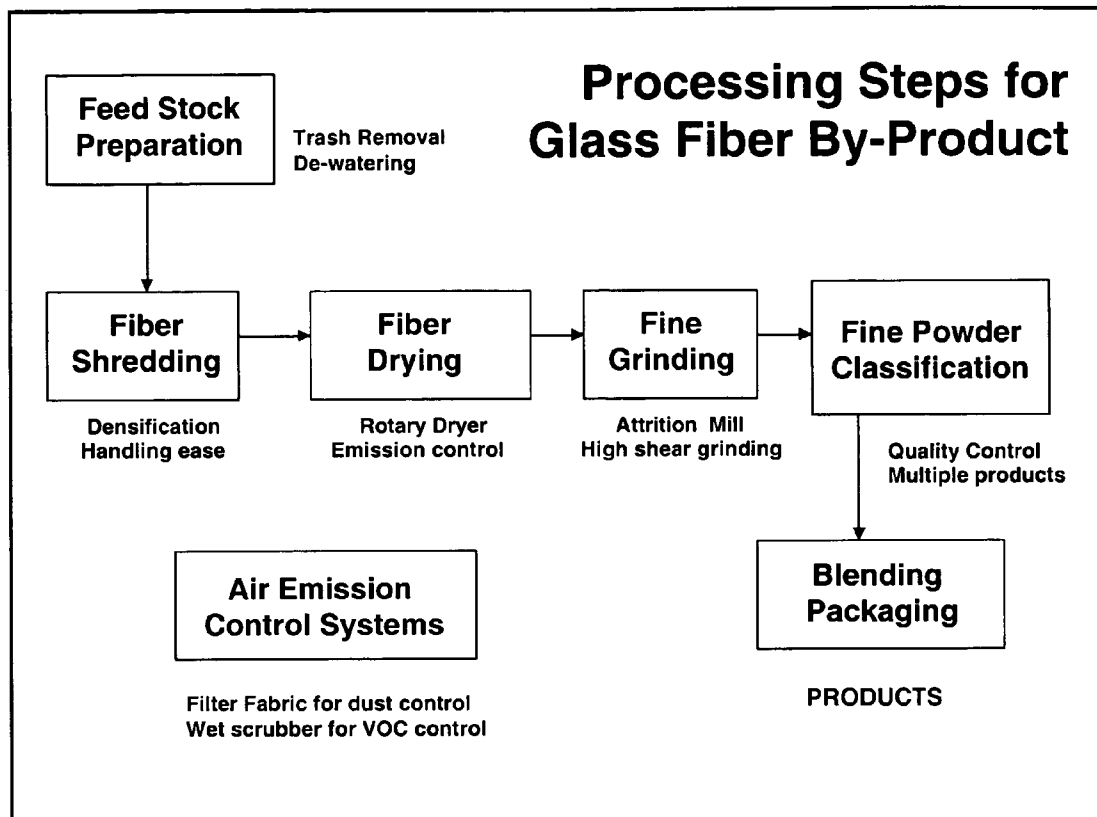 Processing Steps for
Glass Fiber By-Product
Feed Stock
Preparation
Trash Removal
De-watering
Fiber
Shredding
Densification
Handling ease
Fiber
Drying
Rotary Dryer
Emission control
Fine
Grinding
Attrition Mill
High shear grinding
Fine Powder
Classification
Quality Control
Multiple products
Blending
Packaging
PRODUCTS
Air Emission
Control Systems
Filter Fabric for dust control
Wet scrubber for VOC control